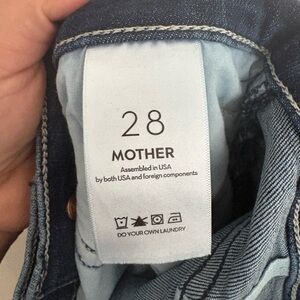 28
MOTHER
Assembled in USA
by both USA and foreign components
DO YOUR OWN LAUNDRY